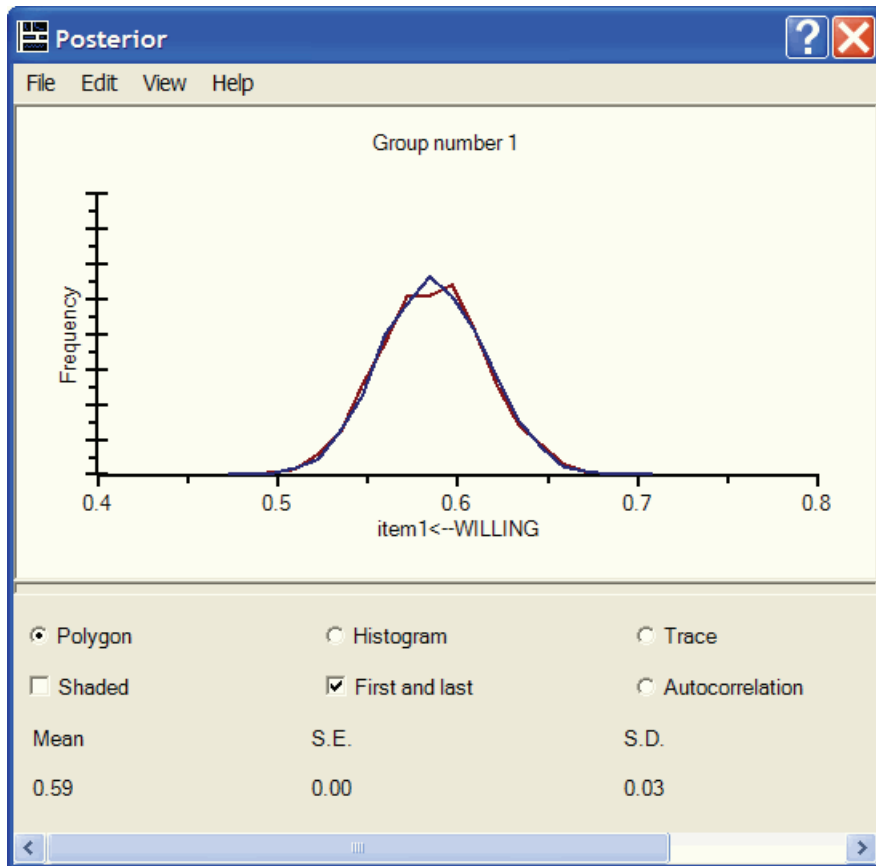 Posterior
File Edit View Help
Group number 1
Frequency
0.4 0.5 0.6 0.7 0.8
item1<--WILLING
Polygon Histogram Trace
Shaded First and last Autocorrelation
Mean S.E. S.D.
0.59 0.00 0.03